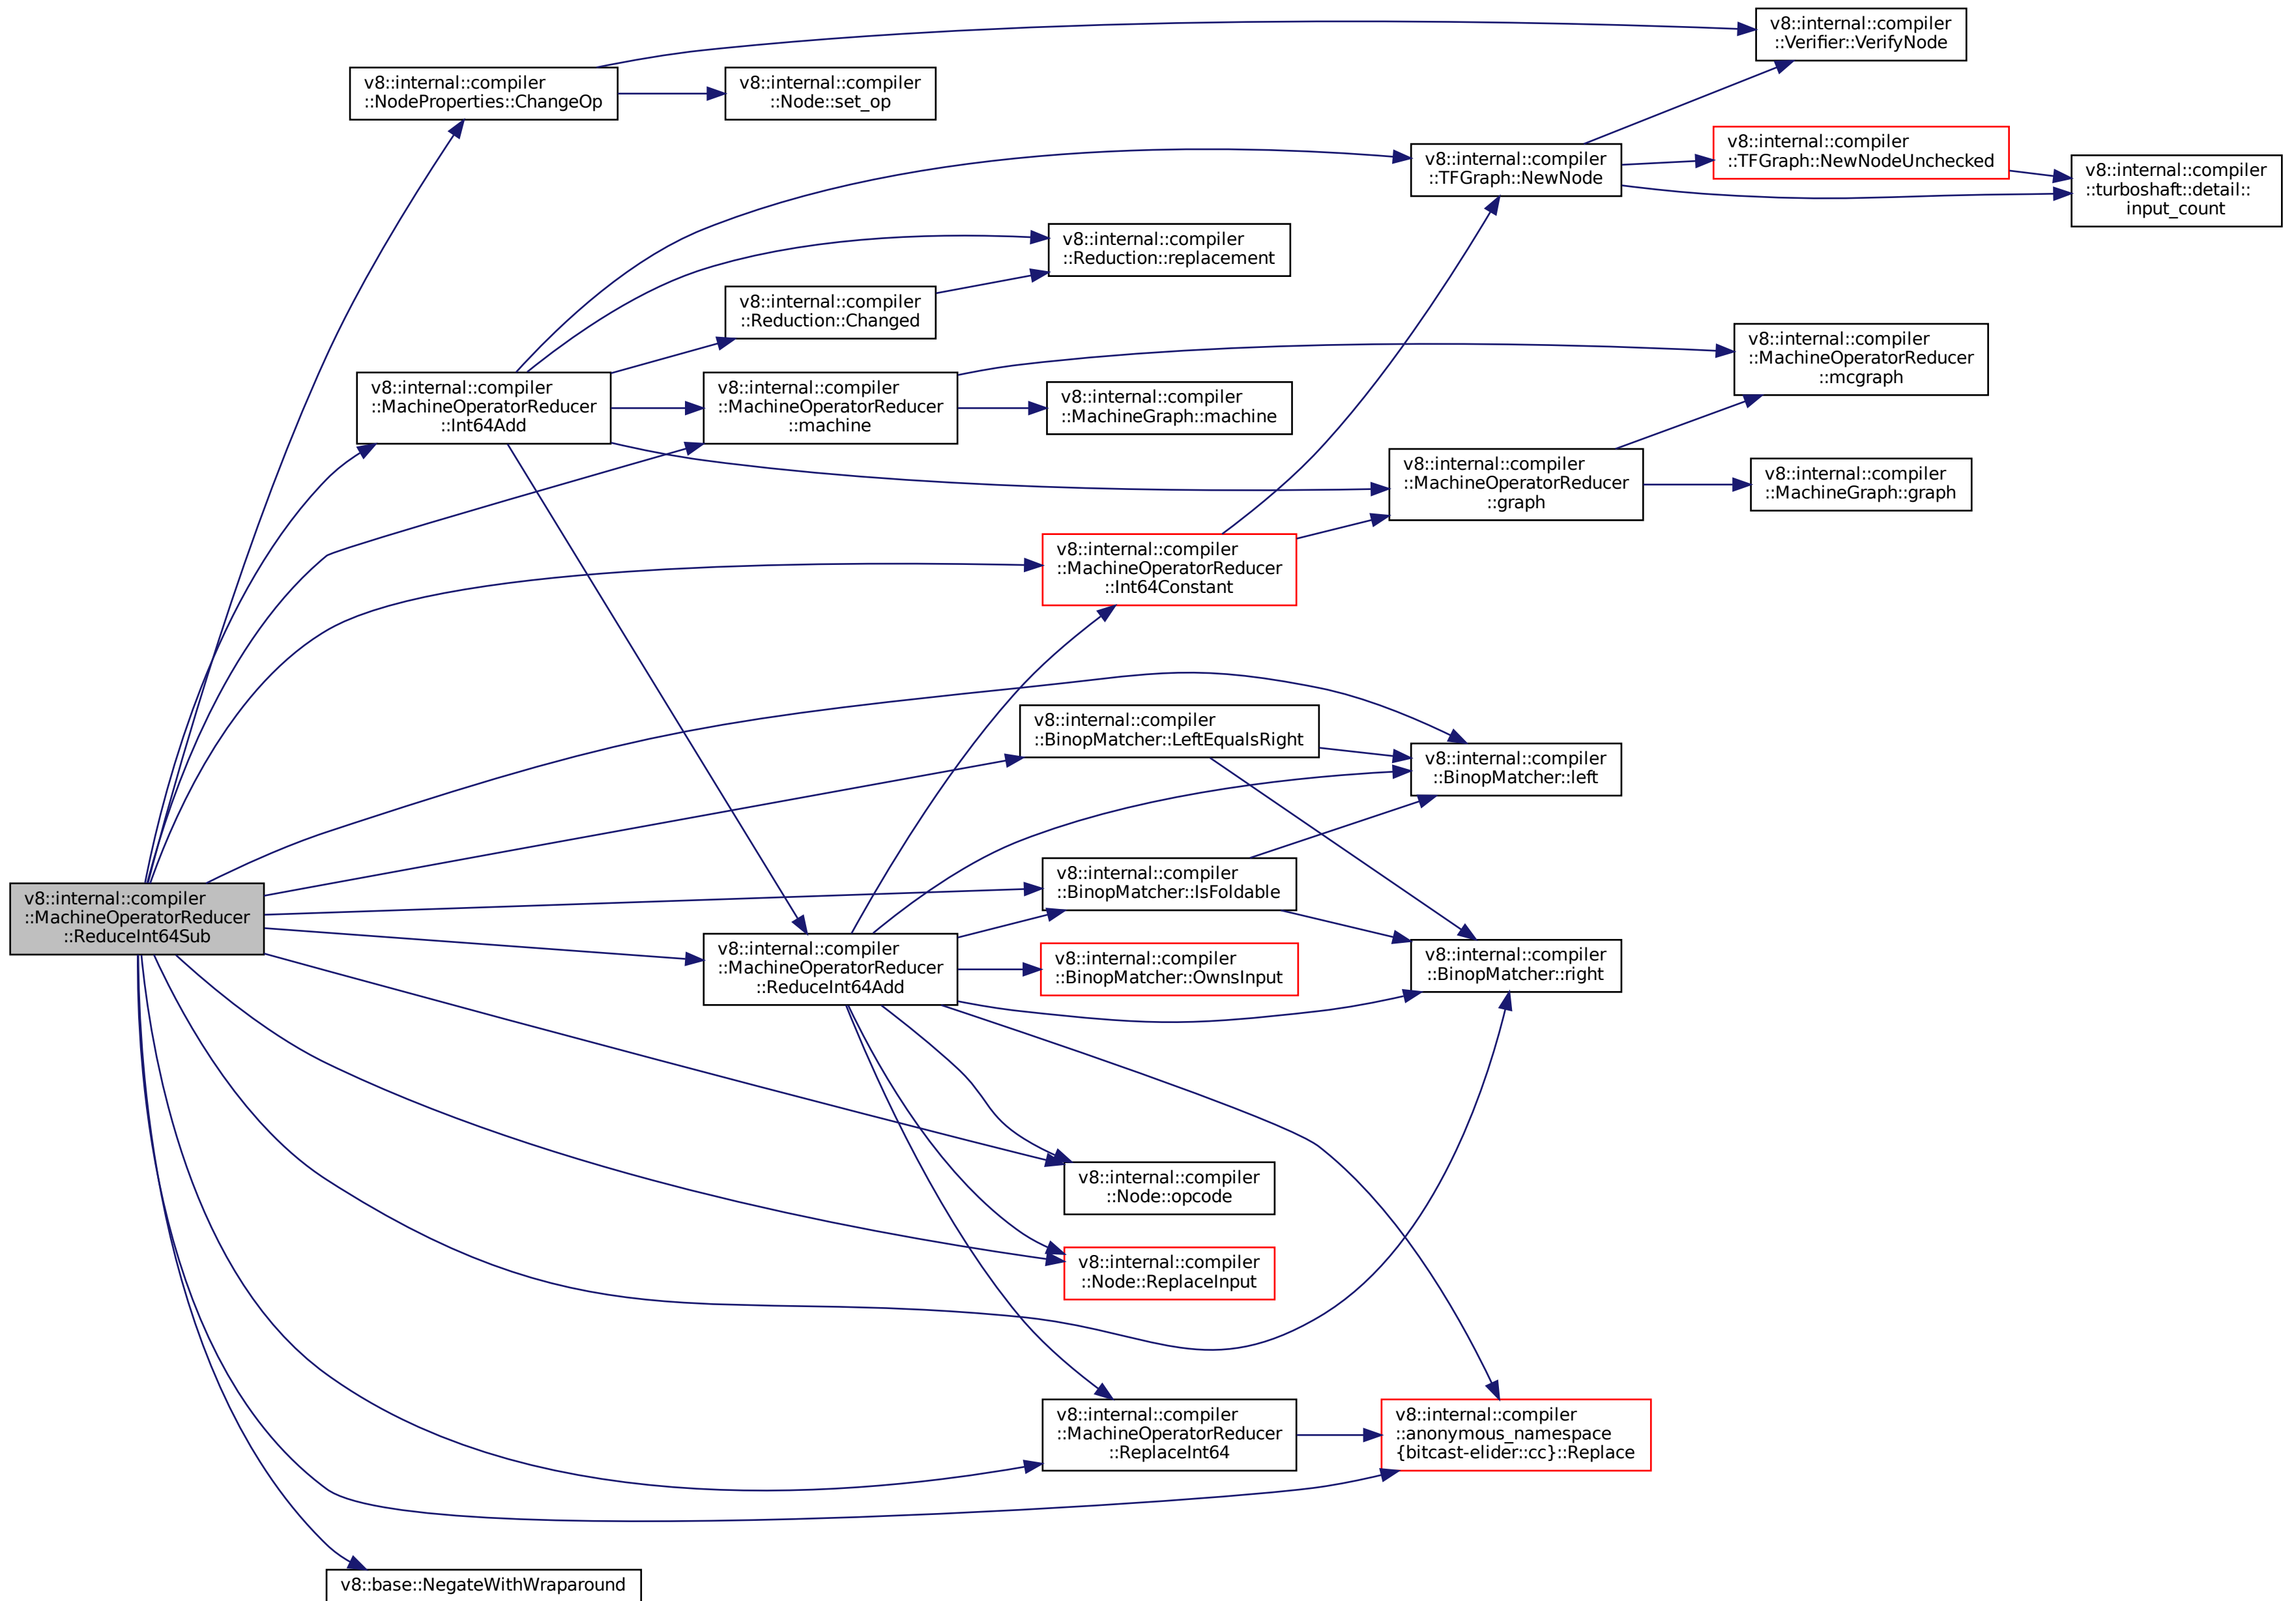 v8::internal::compiler
::Verifier::VerifyNode
v8::internal::compiler
::NodeProperties::ChangeOp
v8::internal::compiler
::Node::set_op
v8::internal::compiler
::TFGraph::NewNodeUnchecked
v8::internal::compiler
::TFGraph::NewNode
v8::internal::compiler
::turboshaft::detail::
input_count
v8::internal::compiler
::Reduction::replacement
v8::internal::compiler
::Reduction::Changed
v8::internal::compiler
::MachineOperatorReducer
::mcgraph
v8::internal::compiler
::MachineOperatorReducer
::Int64Add
v8::internal::compiler
::MachineOperatorReducer
::machine
v8::internal::compiler
::MachineGraph::machine
v8::internal::compiler
::MachineOperatorReducer
::graph
v8::internal::compiler
::MachineGraph::graph
v8::internal::compiler
::MachineOperatorReducer
::Int64Constant
v8::internal::compiler
::BinopMatcher::LeftEqualsRight
v8::internal::compiler
::BinopMatcher::left
v8::internal::compiler
::BinopMatcher::IsFoldable
v8::internal::compiler
::MachineOperatorReducer
::ReduceInt64Sub
v8::internal::compiler
::MachineOperatorReducer
::ReduceInt64Add
v8::internal::compiler
::BinopMatcher::OwnsInput
v8::internal::compiler
::BinopMatcher::right
v8::internal::compiler
::Node::opcode
v8::internal::compiler
::Node::ReplaceInput
v8::internal::compiler
::MachineOperatorReducer
::ReplaceInt64
v8::internal::compiler
::anonymous_namespace
{bitcast-elider::cc}::Replace
v8::base::NegateWithWraparound